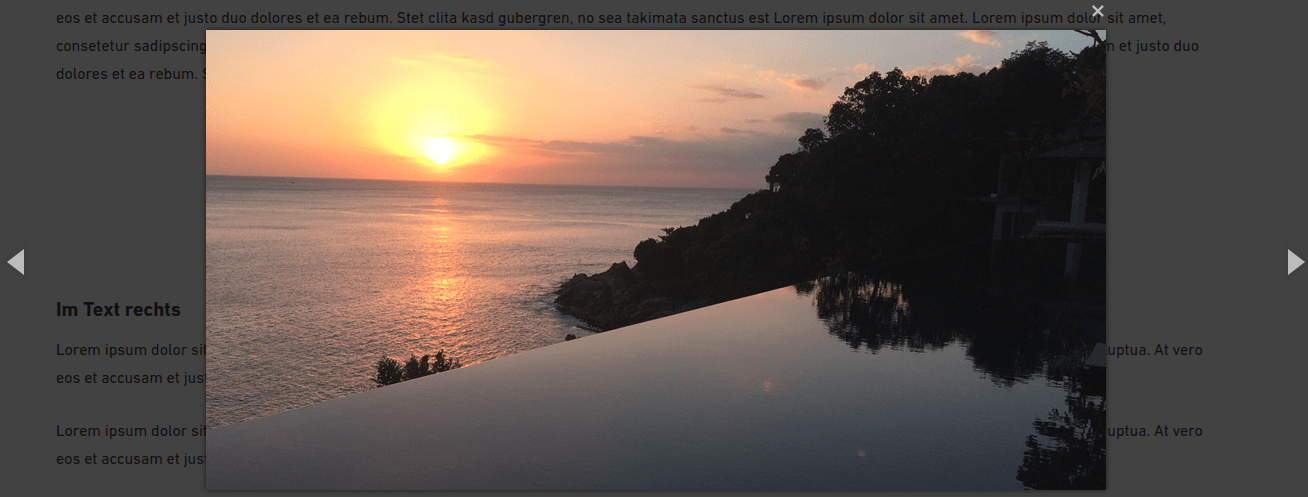 eos et accusam et justo duo dolores et ea rebum. Stet clita kasd gubergren, no sea takimata sanctus est Lorem ipsum dolor sit amet. Lorem ipsum dolor sit amet,
consetetur sadipscing m et justo duo
dolores et ea rebum. S
Im Text rechts
Lorem ipsum dolor sit uptua. At vero
eos et accusam et jus
Lorem ipsum dolor sit uptua. At vero
eos et accusam et jus